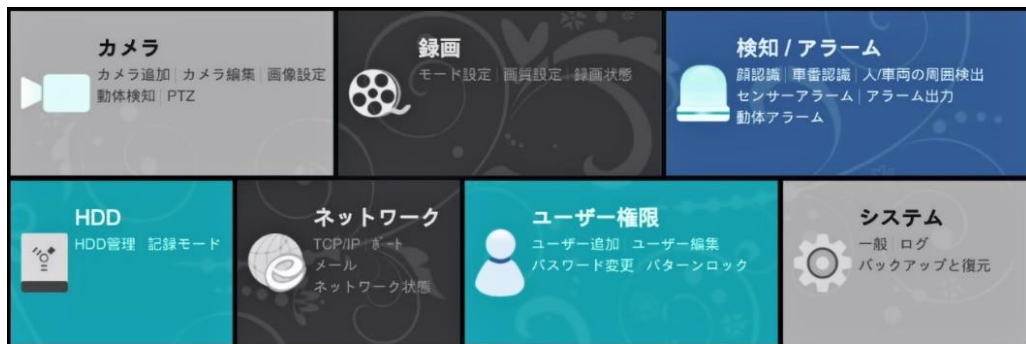 カメラ
カメラ追加 | カメラ編集 | 画像設定
動体検知 | PTZ
録画
モード設定 | 画質設定 | 録画状態
検知 / アラーム
顔認識 | 車番認識 | 人/車両の周囲検出
センサーアラーム | アラーム出力
動体アラーム
HDD
HDD管理 | 記録モード
ネットワーク
TCP/IP | ポート
メール
ネットワーク状態
ユーザー権限
ユーザー追加 | ユーザー編集
パスワード変更 | パターンロック
システム
一般 | ログ
バックアップと復元